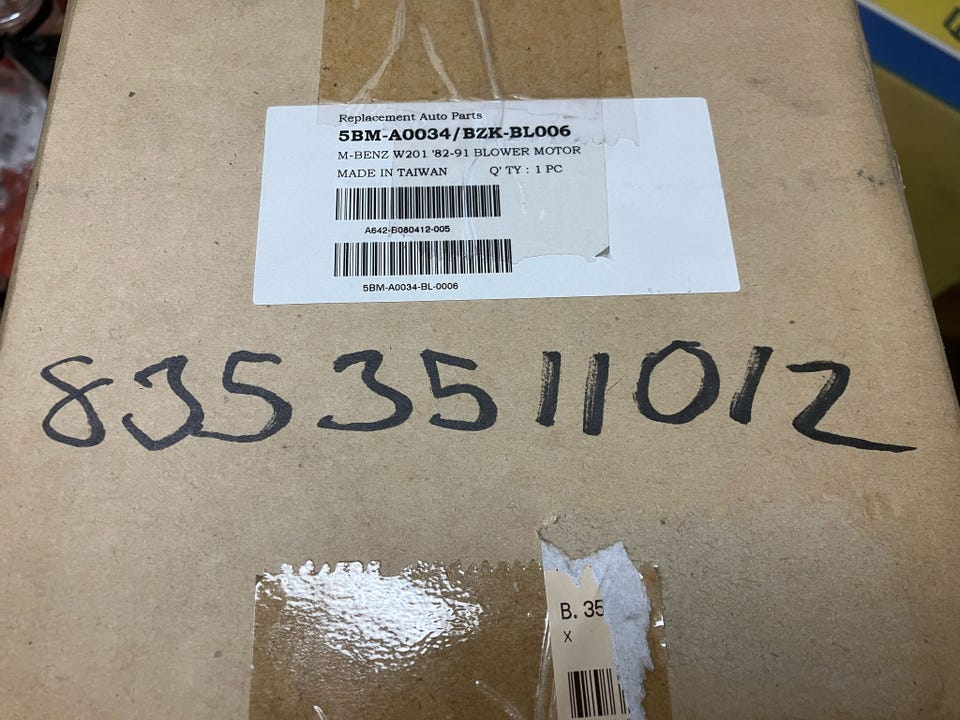 Replacement Auto Parts
5BM-A0034/BZK-BL006
M-BENZ W201 '82-91 BLOWER MOTOR
MADE IN TAIWAN Q' TY : 1 PC
A642-B080412-005
5BM-A0034-BL-0006
8353511012
B. 35
X